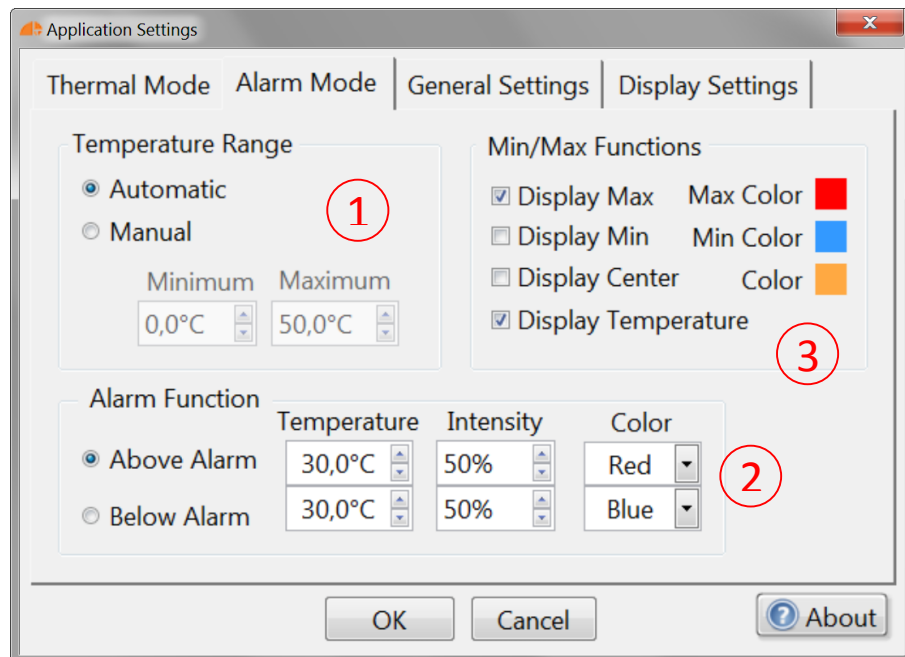 Application Settings
Thermal Mode Alarm Mode General Settings Display Settings
Temperature Range
Automatic
Manual
Minimum Maximum
0,0°C 50,0°C
1
Min/Max Functions
Display Max Max Color
Display Min Min Color
Display Center Color
Display Temperature
3
Alarm Function
Temperature Intensity Color
Above Alarm 30,0°C 50% Red
Below Alarm 30,0°C 50% Blue
2
OK Cancel ? About